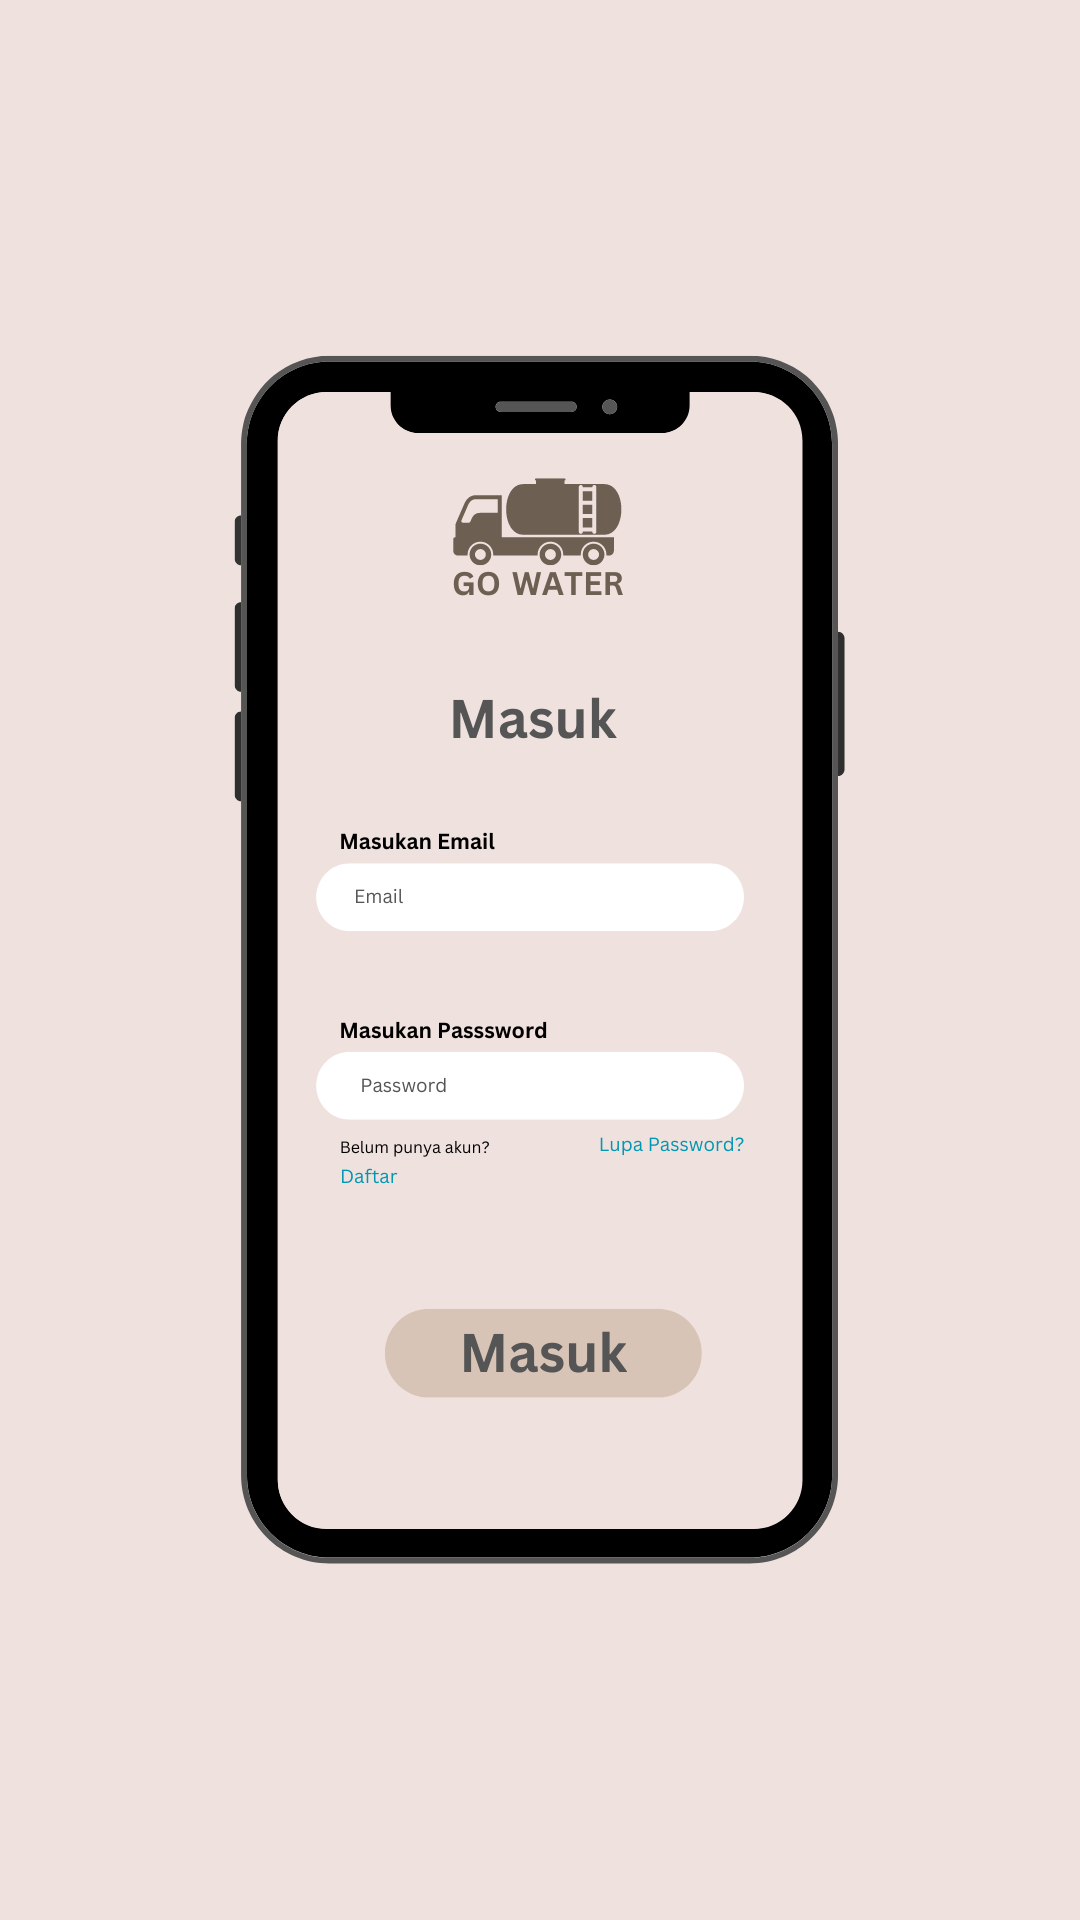 GO WATER
Masuk
Masukan Email
Email
Masukan Passsword
Password
Belum punya akun?
Lupa Password?
Daftar
Masuk